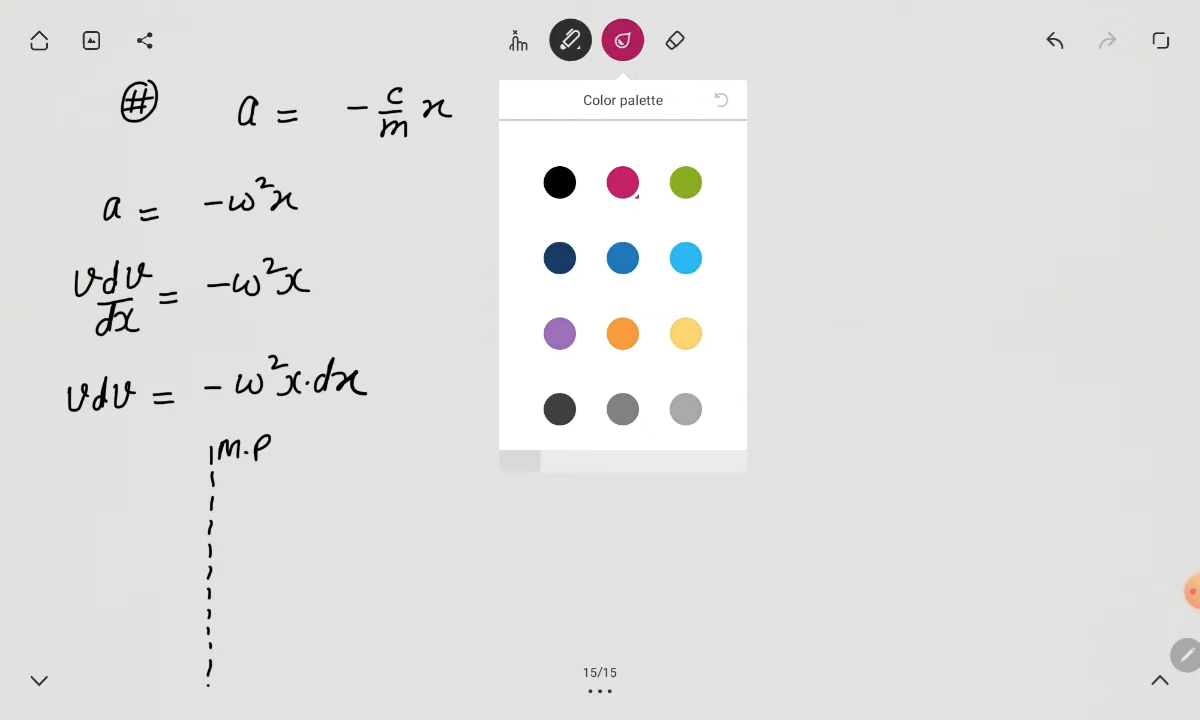 # a = - c/m x
Color palette
a = -ω²x
vdv/dx = -ω²x
vdv = -ω²x.dx
M.P
15/15